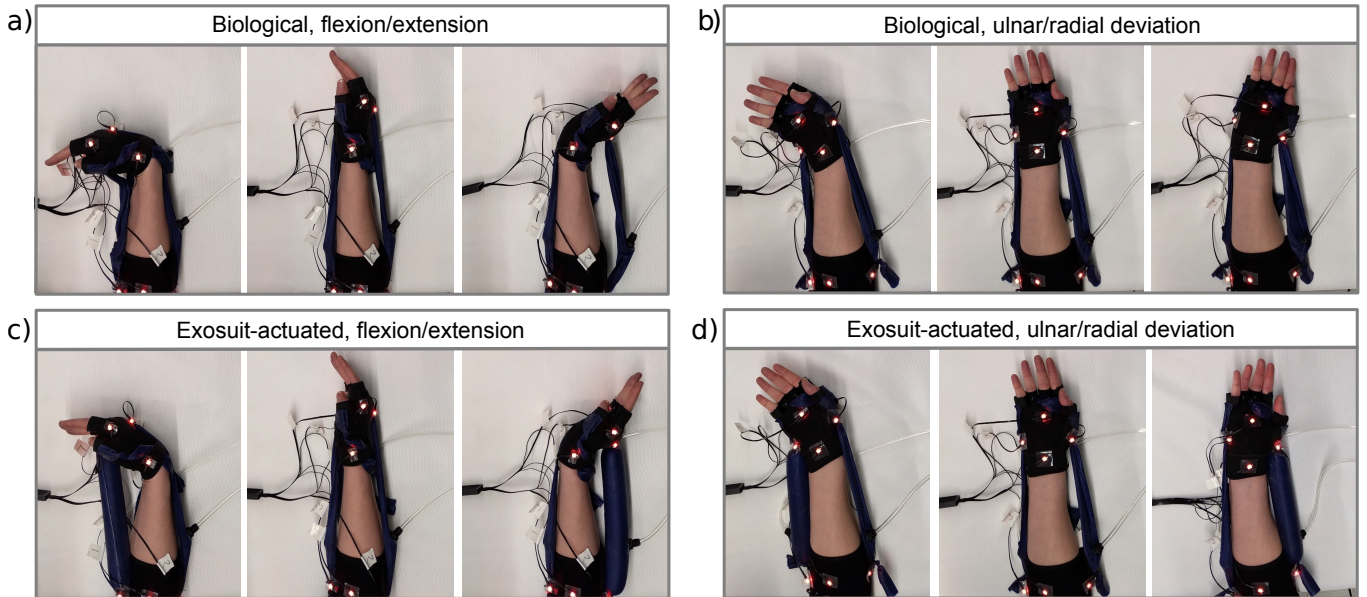 a)
Biological, flexion/extension
b)
Biological, ulnar/radial deviation
c)
Exosuit-actuated, flexion/extension
d)
Exosuit-actuated, ulnar/radial deviation